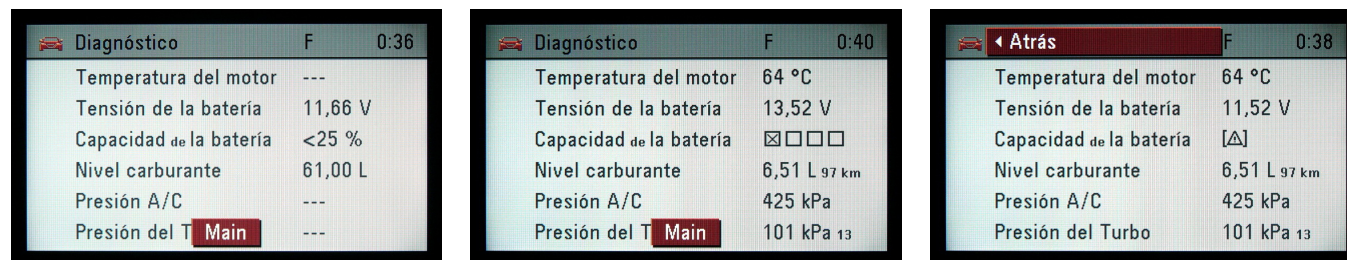 Diagnóstico F 0:36
Temperatura del motor ---
Tensión de la batería 11,66 V
Capacidad de la batería <25 %
Nivel carburante 61,00 L
Presión A/C ---
Presión del T Main ---
Diagnóstico F 0:40
Temperatura del motor 64 °C
Tensión de la batería 13,52 V
Capacidad de la batería ☒☐☐☐
Nivel carburante 6,51 L 97 km
Presión A/C 425 kPa
Presión del T Main 101 kPa 13
Atrás F 0:38
Temperatura del motor 64 °C
Tensión de la batería 11,52 V
Capacidad de la batería [⚠]
Nivel carburante 6,51 L 97 km
Presión A/C 425 kPa
Presión del Turbo 101 kPa 13